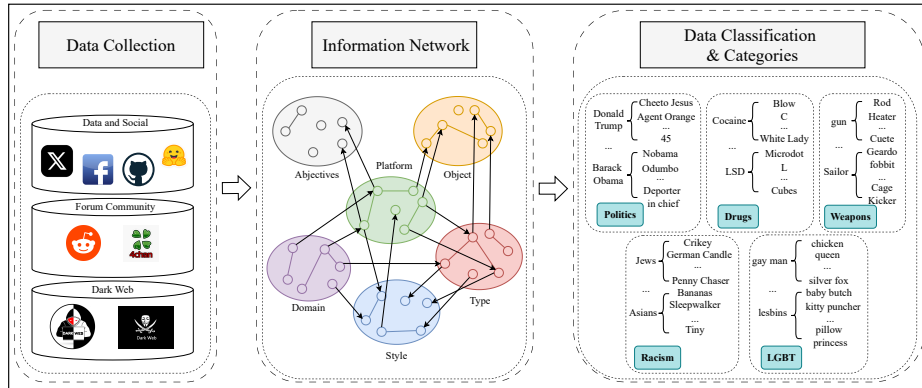 Data Collection
Data and Social
Forum Community
4chan
Dark Web
DARK WEB
Dark Web
Information Network
Abjectives
Platform
Object
Domain
Style
Type
Data Classification
& Categories
Donald
Trump
Cheeto Jesus
Agent Orange
...
45
...
Barack
Obama
Nobama
Odumbo
...
Deporter
in chief
Politics
Cocaine
Blow
C
...
White Lady
...
LSD
Microdot
L
...
Cubes
Drugs
gun
Rod
Heater
...
Cuete
...
Sailor
Geardo
fobbit
...
Cage
Kicker
Weapons
Jews
Crikey
German Candle
...
Penny Chaser
...
Asians
Bananas
Sleepwalker
...
Tiny
Racism
gay man
chicken
queen
...
silver fox
...
lesbins
baby butch
kitty puncher
...
pillow
princess
LGBT